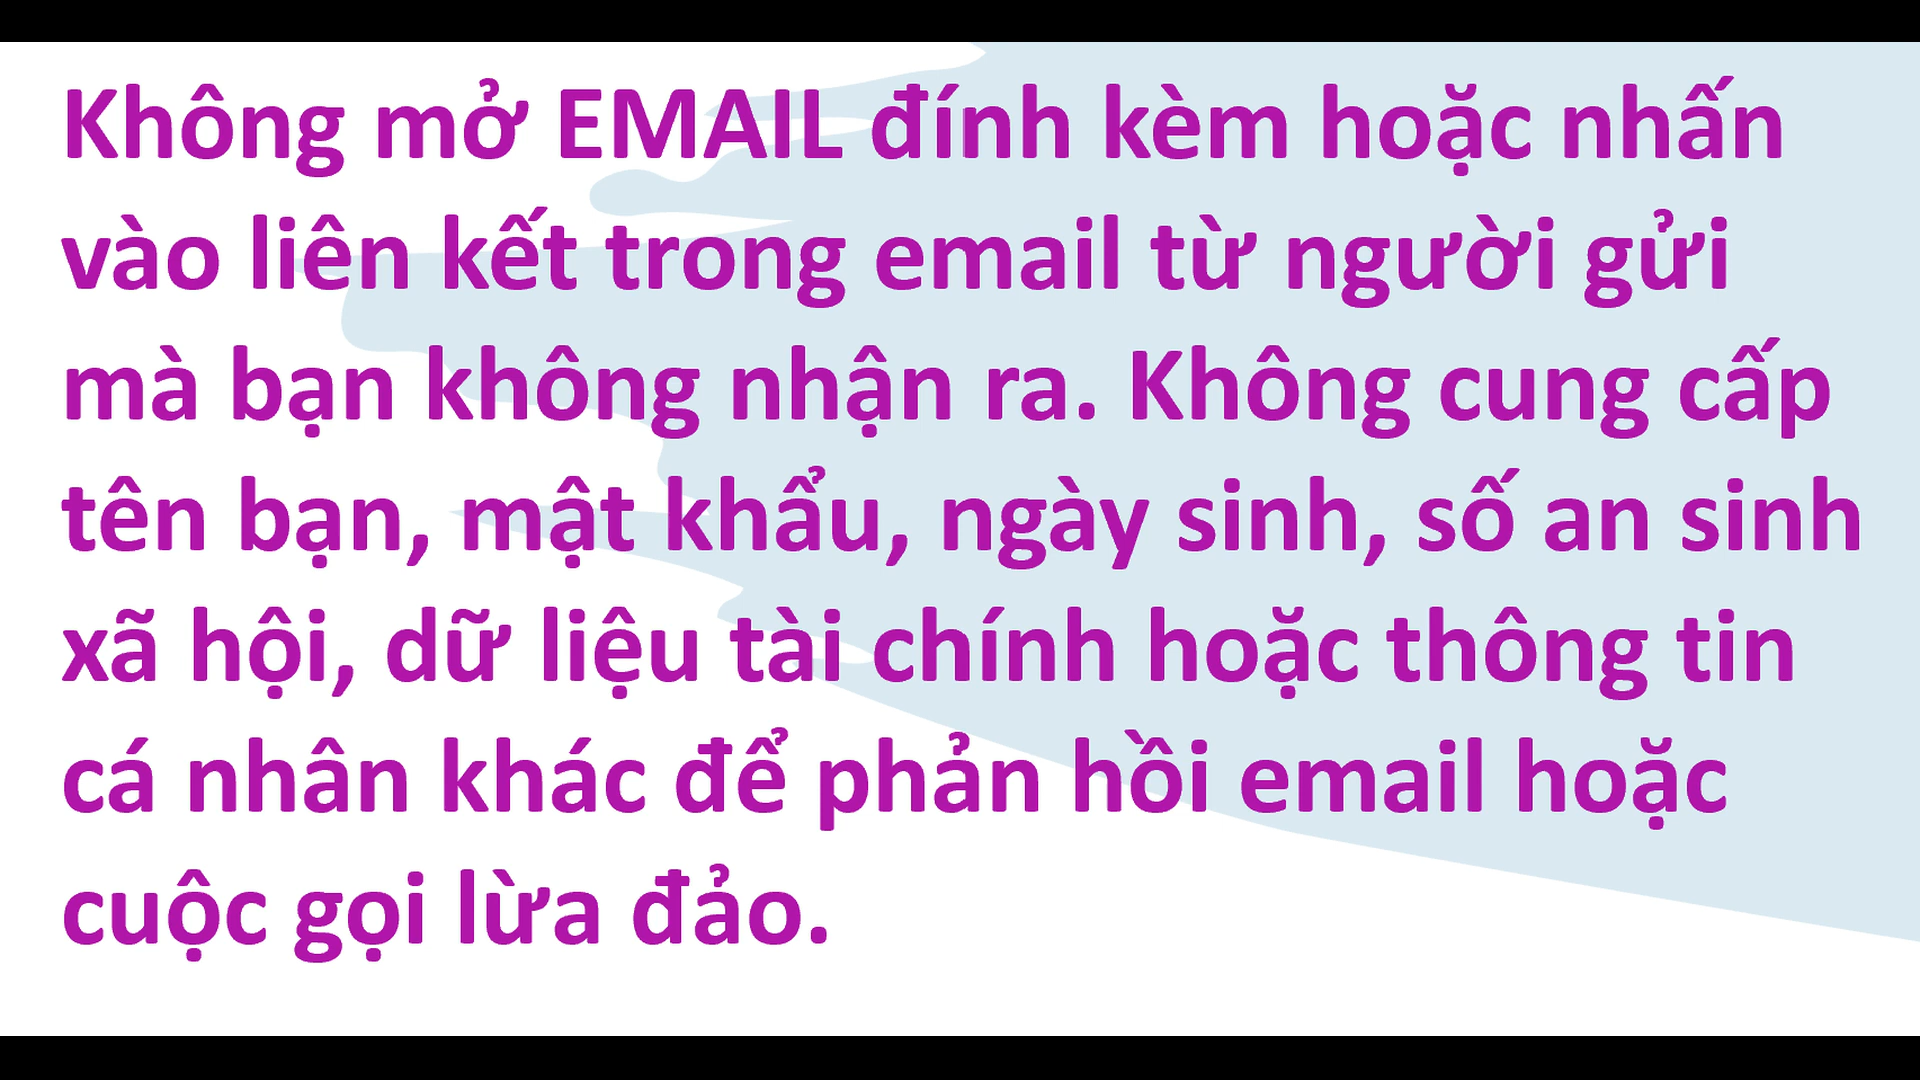 Không mở EMAIL đính kèm hoặc nhấn
vào liên kết trong email từ người gửi
mà bạn không nhận ra. Không cung cấp
tên bạn, mật khẩu, ngày sinh, số an sinh
xã hội, dữ liệu tài chính hoặc thông tin
cá nhân khác để phản hồi email hoặc
cuộc gọi lừa đảo.